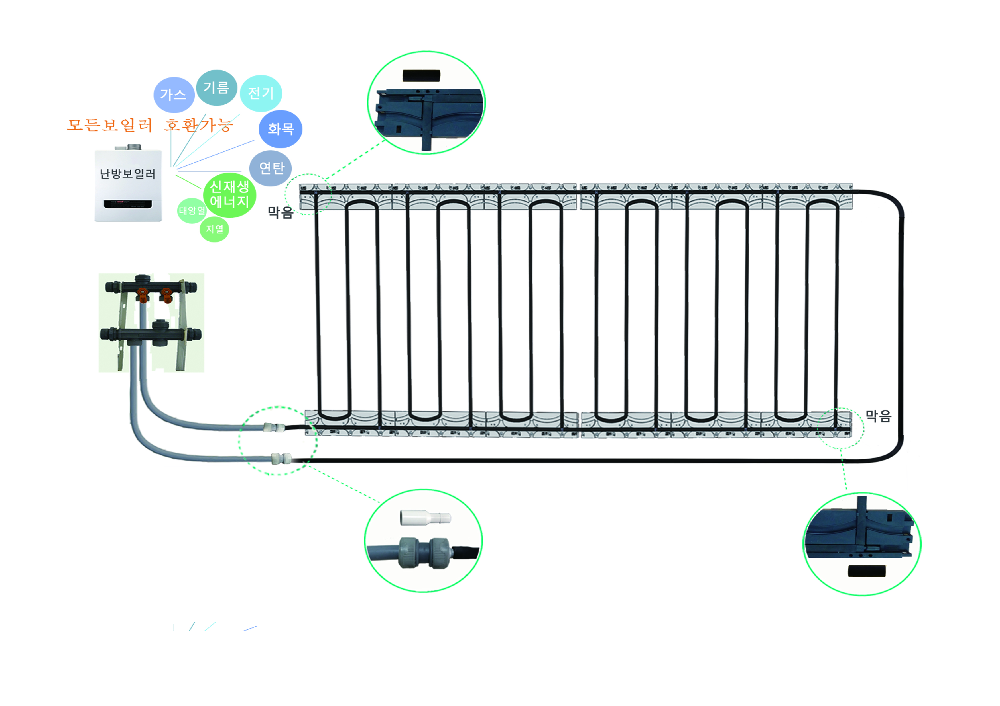 가스
기름
전기
모든보일러 호환가능
화목
난방보일러
연탄
신재생
에너지
태양열
지열
막음
막음